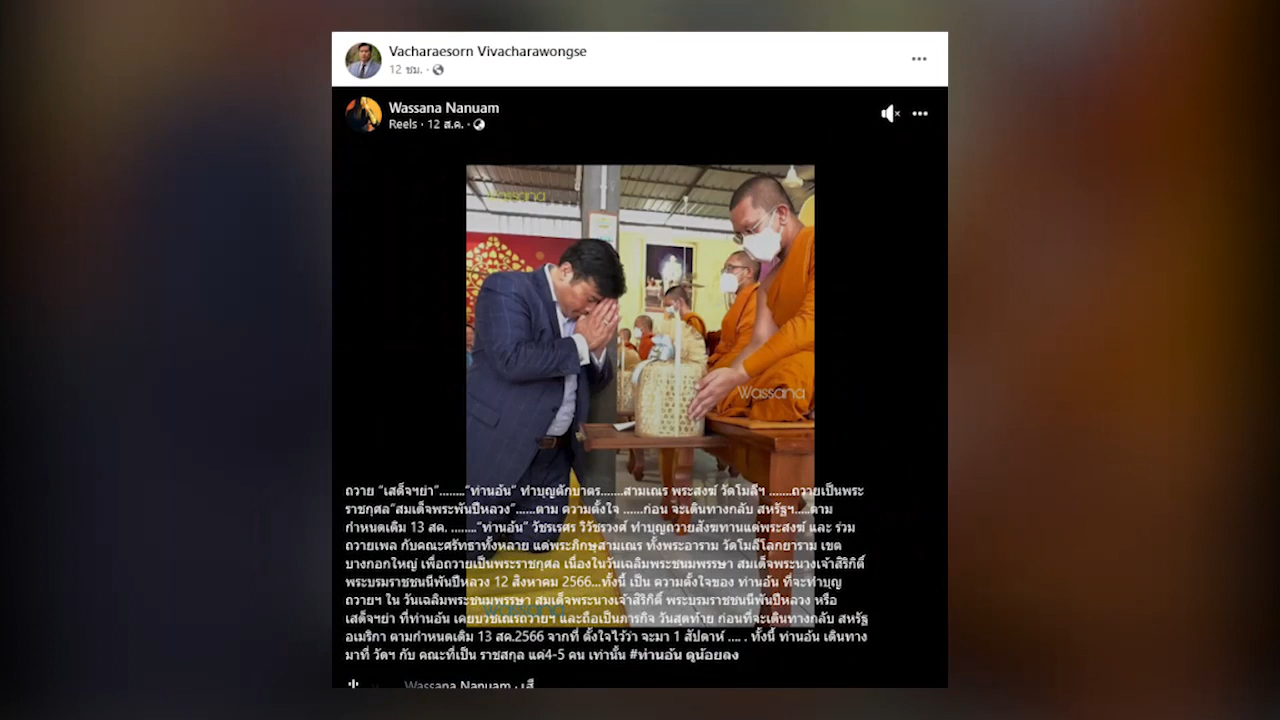 Vacharaesorn Vivacharawongse
12 ชม. ·
Wassana Nanuam
Reels · 12 ส.ค. ·
Wassana
Wassana
ถวาย “เสด็จฯย่า”........“ท่านอ้น” ทำบุญตักบาตร.......สามเณร พระสงฆ์ วัดโมลีฯ .......ถวายเป็นพระ
ราชกุศล“สมเด็จพระพันปีหลวง”......ตาม ความตั้งใจ ......ก่อน จะเดินทางกลับ สหรัฐฯ.....ตาม
กำหนดเดิม 13 สค. ........“ท่านอ้น” วัชรเรศร วิวัชรวงศ์ ทำบุญถวายสังฆทานแด่พระสงฆ์ และ ร่วม
ถวายเพล กับคณะศรัทธาทั้งหลาย แด่พระภิกษุสามเณร ทั้งพระอาราม วัดโมลีโลกยาราม เขต
บางกอกใหญ่ เพื่อถวายเป็นพระราชกุศล เนื่องในวันเฉลิมพระชนมพรรษา สมเด็จพระนางเจ้าสิริกิติ์
พระบรมราชชนนีพันปีหลวง 12 สิงหาคม 2566...ทั้งนี้ เป็น ความตั้งใจของ ท่านอ้น ที่จะทำบุญ
ถวายฯ ใน วันเฉลิมพระชนมพรรษา สมเด็จพระนางเจ้าสิริกิติ์ พระบรมราชชนนีพันปีหลวง หรือ
เสด็จฯย่า ที่ท่านอ้น เคยบวชเณรถวายฯ และถือเป็นภารกิจ วันสุดท้าย ก่อนที่จะเดินทางกลับ สหรัฐ
อเมริกา ตามกำหนดเดิม 13 สค.2566 จากที่ ตั้งใจไว้ว่า จะมา 1 สัปดาห์ .... . ทั้งนี้ ท่านอ้น เดินทาง
มาที่ วัดฯ กับ คณะที่เป็น ราชสกุล แค่4-5 คน เท่านั้น #ท่านอ้น ดูน้อยลง
Wassana
Wassana Nanuam · เสี